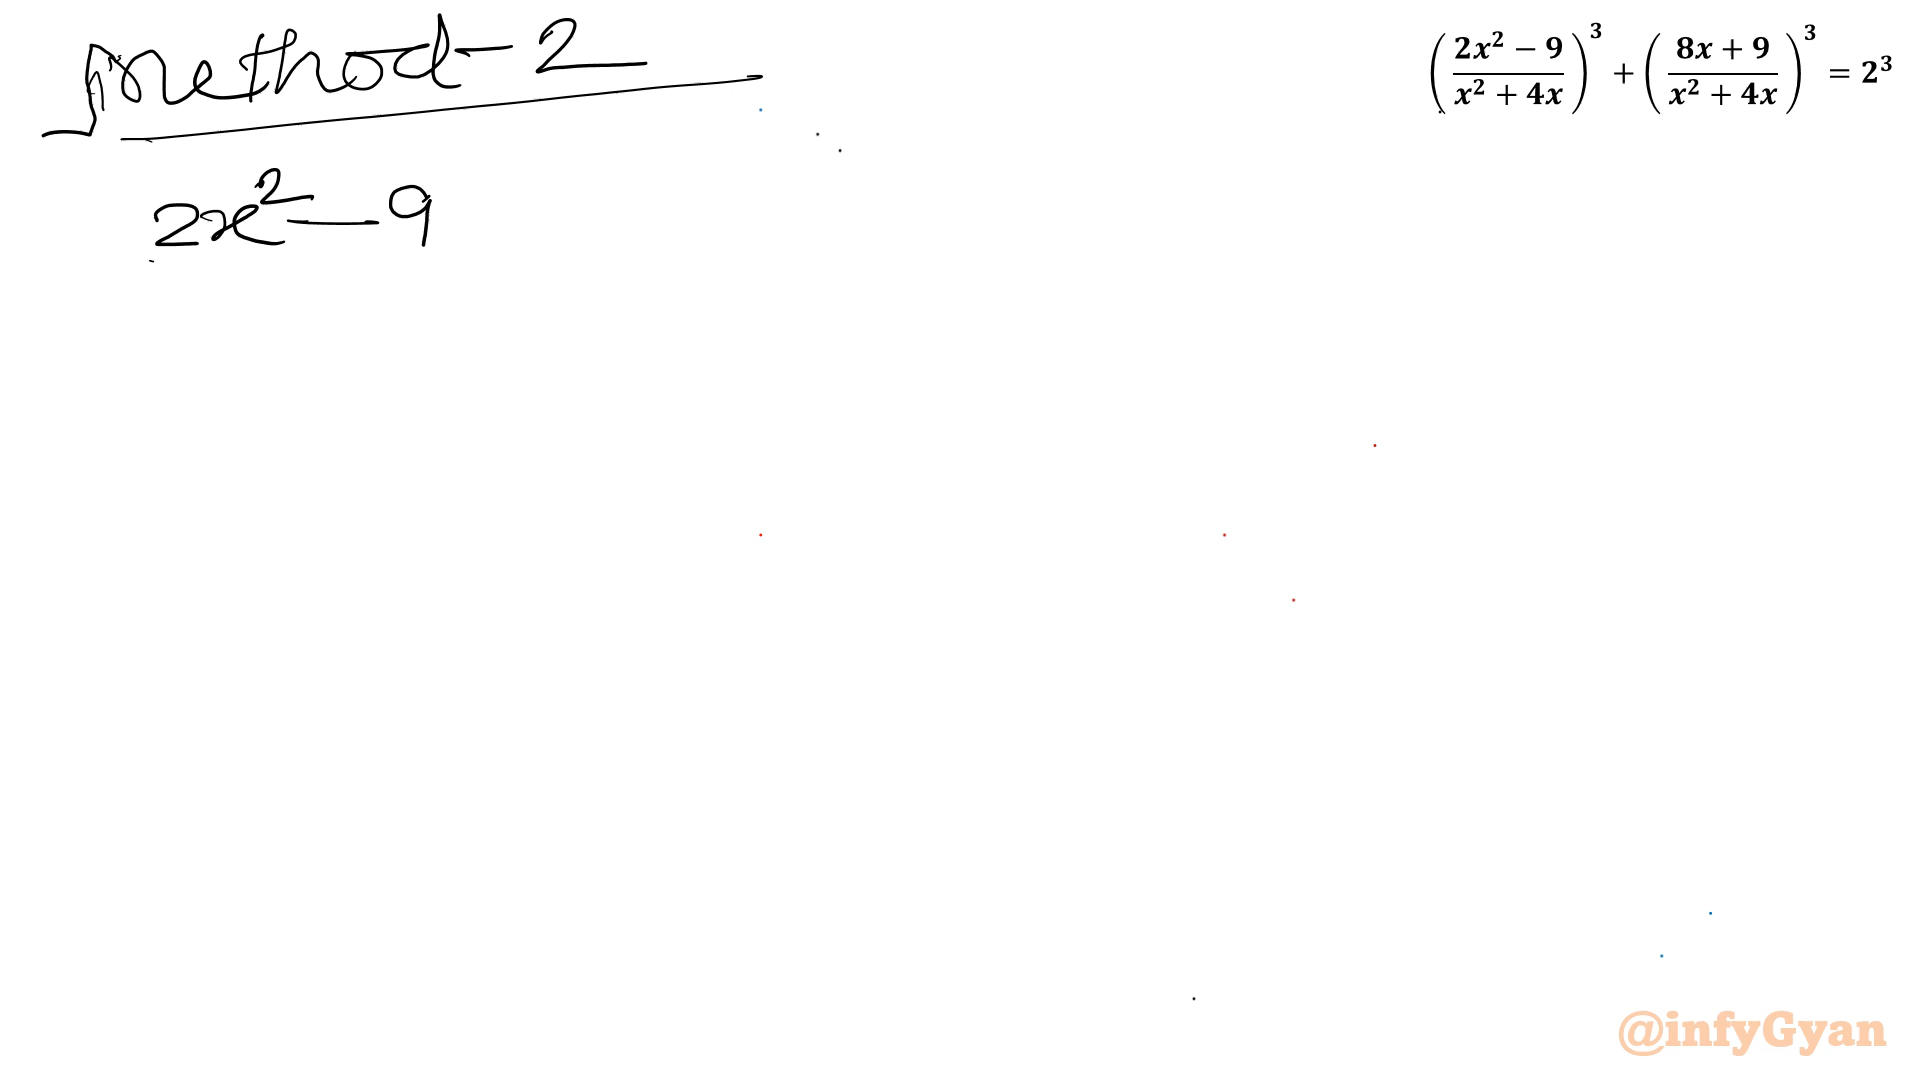 Method-2
(2x² − 9 / x² + 4x)³ + (8x + 9 / x² + 4x)³ = 2³
2x² — 9
@infyGyan